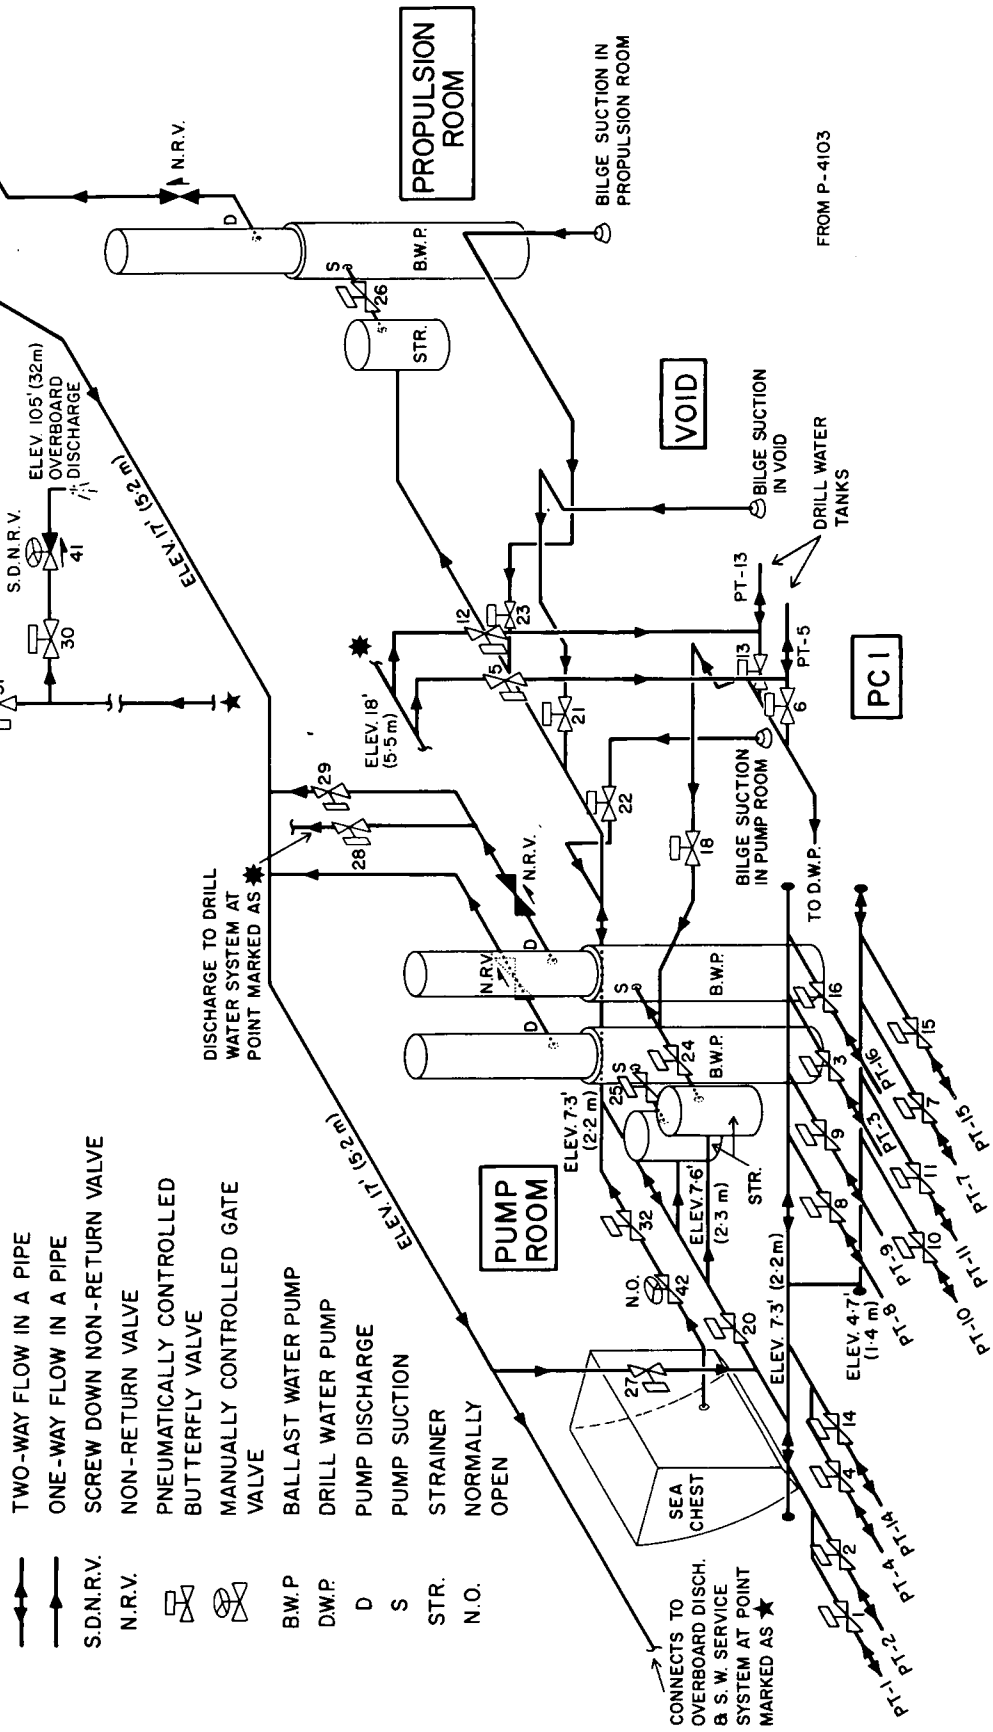 TWO-WAY FLOW IN A PIPE
ONE-WAY FLOW IN A PIPE
S.D.N.R.V. SCREW DOWN NON-RETURN VALVE
N.R.V. NON-RETURN VALVE
PNEUMATICALLY CONTROLLED
BUTTERFLY VALVE
MANUALLY CONTROLLED GATE
VALVE
B.W.P BALLAST WATER PUMP
D.W.P. DRILL WATER PUMP
D PUMP DISCHARGE
S PUMP SUCTION
STR. STRAINER
N.O. NORMALLY
OPEN
S.D.N.R.V.
41
30
ELEV. 105' (32m)
OVERBOARD
DISCHARGE
ELEV. 17' (5·2 m)
N.R.V.
D
S
26
B.W.P.
STR.
PROPULSION
ROOM
BILGE SUCTION IN
PROPULSION ROOM
FROM P-4103
VOID
BILGE SUCTION
IN VOID
DRILL WATER
TANKS
PT-13
PT-5
PC I
ELEV. 18'
(5·5 m)
12
23
5
21
13
6
22
18
BILGE SUCTION
IN PUMP ROOM
TO D.W.P.
29
28
DISCHARGE TO DRILL
WATER SYSTEM AT
POINT MARKED AS
N.R.V.
D
N.R.V.
D
S
B.W.P.
S
B.W.P.
24
25
STR.
ELEV. 7·3'
(2·2 m)
ELEV. 7·6'
(2·3 m)
PUMP
ROOM
ELEV. 17' (5·2 m)
32
N.O.
42
20
27
SEA
CHEST
ELEV. 7·3' (2·2 m)
ELEV. 4·7'
(1·4 m)
CONNECTS TO
OVERBOARD DISCH.
& S.W. SERVICE
SYSTEM AT POINT
MARKED AS
16
3
9
8
15
7
11
10
14
4
2
1
PT-16
PT-3
PT-9
PT-8
PT-15
PT-7
PT-11
PT-10
PT-14
PT-4
PT-2
PT-1